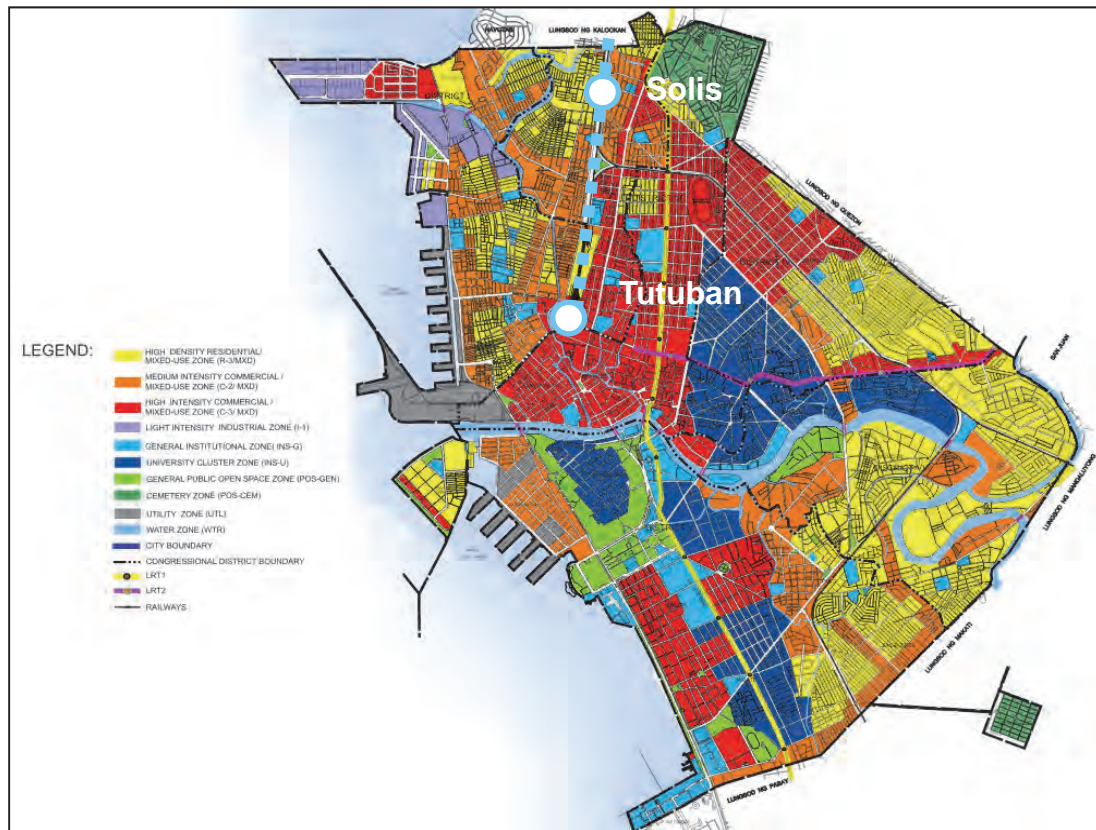 NAVOTAS
LUNGSOD NG KALOOKAN
Solis
DISTRICT I
LUNGSOD NG QUEZON
Tutuban
SAN JUAN
LEGEND:
HIGH DENSITY RESIDENTIAL/
MIXED-USE ZONE (R-3/MXD)
MEDIUM INTENSITY COMMERCIAL /
MIXED-USE ZONE (C-2/ MXD)
HIGH INTENSITY COMMERCIAL /
MIXED-USE ZONE (C-3/ MXD)
LIGHT INTENSITY INDUSTRIAL ZONE (I-1)
GENERAL INSTITUTIONAL ZONE( INS-G)
UNIVERSITY CLUSTER ZONE (INS-U)
GENERAL PUBLIC OPEN SPACE ZONE (POS-GEN)
CEMETERY ZONE (POS-CEM)
UTILITY ZONE (UTL)
WATER ZONE (WTR)
CITY BOUNDARY
CONGRESSIONAL DISTRICT BOUNDARY
LRT1
LRT2
RAILWAYS
LUNGSOD NG MANDALUYONG
LUNGSOD NG MAKATI
LUNGSOD NG PASAY